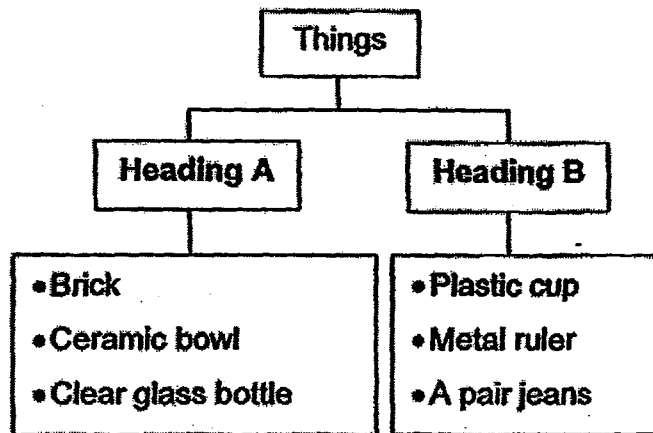 Things
Heading A
Heading B
•Brick
•Ceramic bowl
•Clear glass bottle
•Plastic cup
•Metal ruler
•A pair jeans